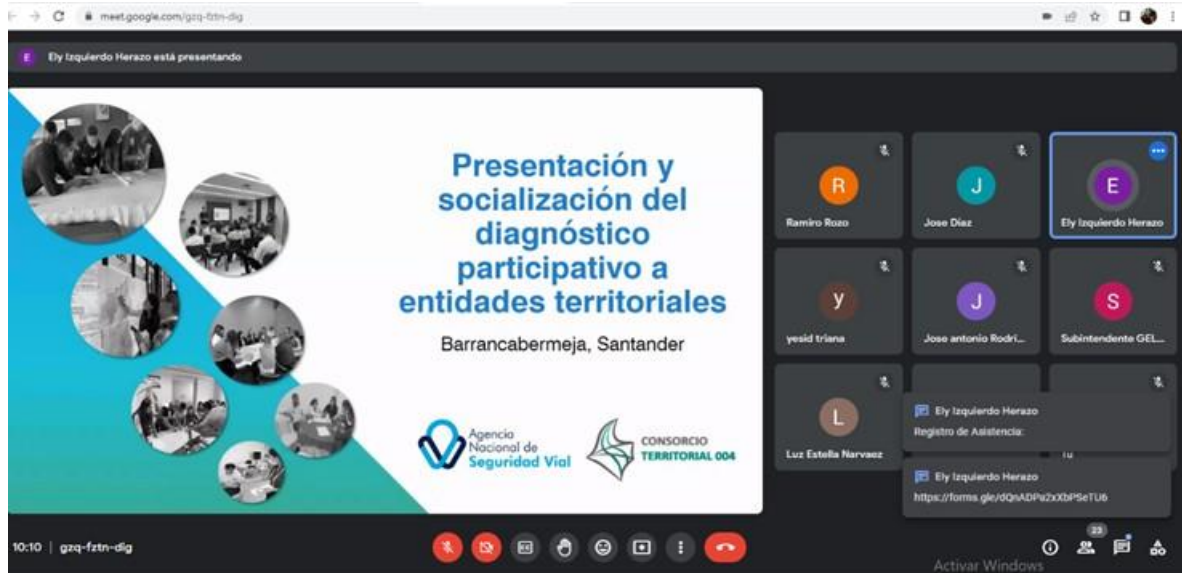 meet.google.com/gzq-fztn-dig
E
Ely Izquierdo Herazo está presentando
Presentación y
socialización del
diagnóstico
participativo a
entidades territoriales
Barrancabermeja, Santander
Agencia
Nacional de
Seguridad Vial
CONSORCIO
TERRITORIAL 004
R
Ramiro Rozo
J
Jose Diaz
E
Ely Izquierdo Herazo
y
yesid triana
J
Jose antonio Rodri...
S
Subintendente GEL...
L
Luz Estella Narvaez
Ely Izquierdo Herazo
Registro de Asistencia:
Tú
Ely Izquierdo Herazo
https://forms.gle/dQnADPu2xXbPSeTU6
10:10 | gzq-fztn-dig
23
Activar Windows